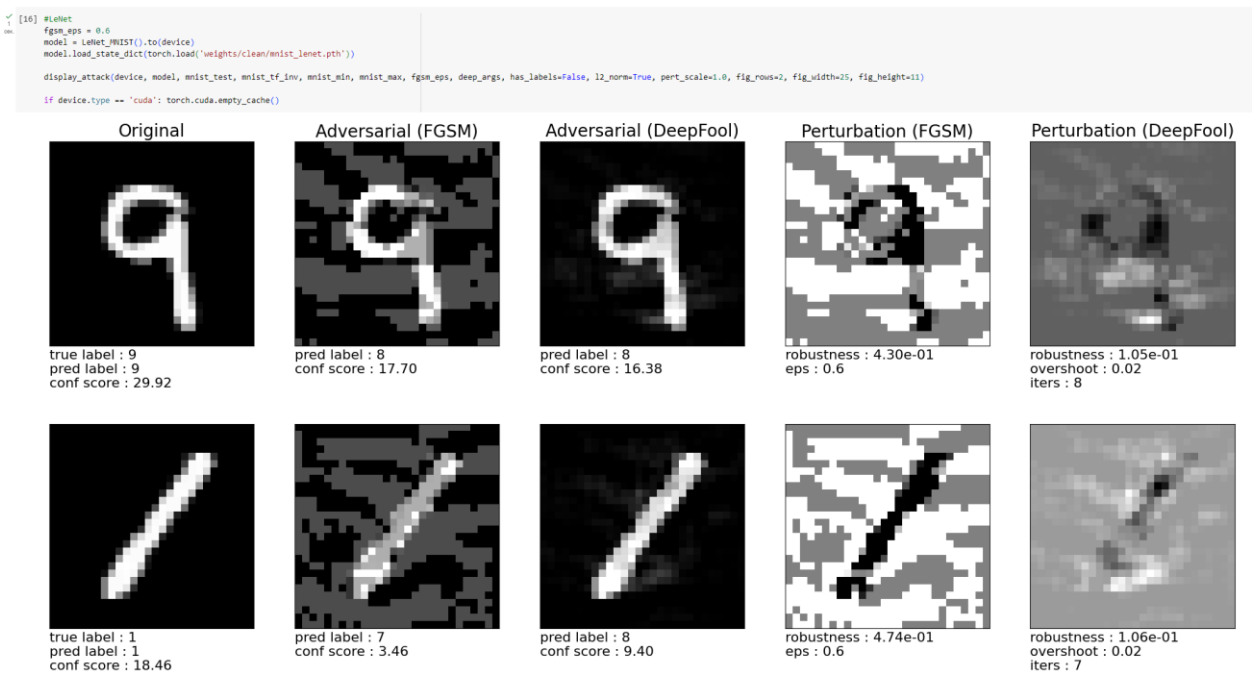 [16] #LeNet
fgsm_eps = 0.6
model = LeNet_MNIST().to(device)
model.load_state_dict(torch.load('weights/clean/mnist_lenet.pth'))
display_attack(device, model, mnist_test, mnist_tf_inv, mnist_min, mnist_max, fgsm_eps, deep_args, has_labels=False, l2_norm=True, pert_scale=1.0, fig_rows=2, fig_width=25, fig_height=11)
if device.type == 'cuda': torch.cuda.empty_cache()
Original Adversarial (FGSM) Adversarial (DeepFool) Perturbation (FGSM) Perturbation (DeepFool)
true label : 9 pred label : 8 pred label : 8 robustness : 4.30e-01 robustness : 1.05e-01
pred label : 9 conf score : 17.70 conf score : 16.38 eps : 0.6 overshoot : 0.02
conf score : 29.92 iters : 8
true label : 1 pred label : 7 pred label : 8 robustness : 4.74e-01 robustness : 1.06e-01
pred label : 1 conf score : 3.46 conf score : 9.40 eps : 0.6 overshoot : 0.02
conf score : 18.46 iters : 7